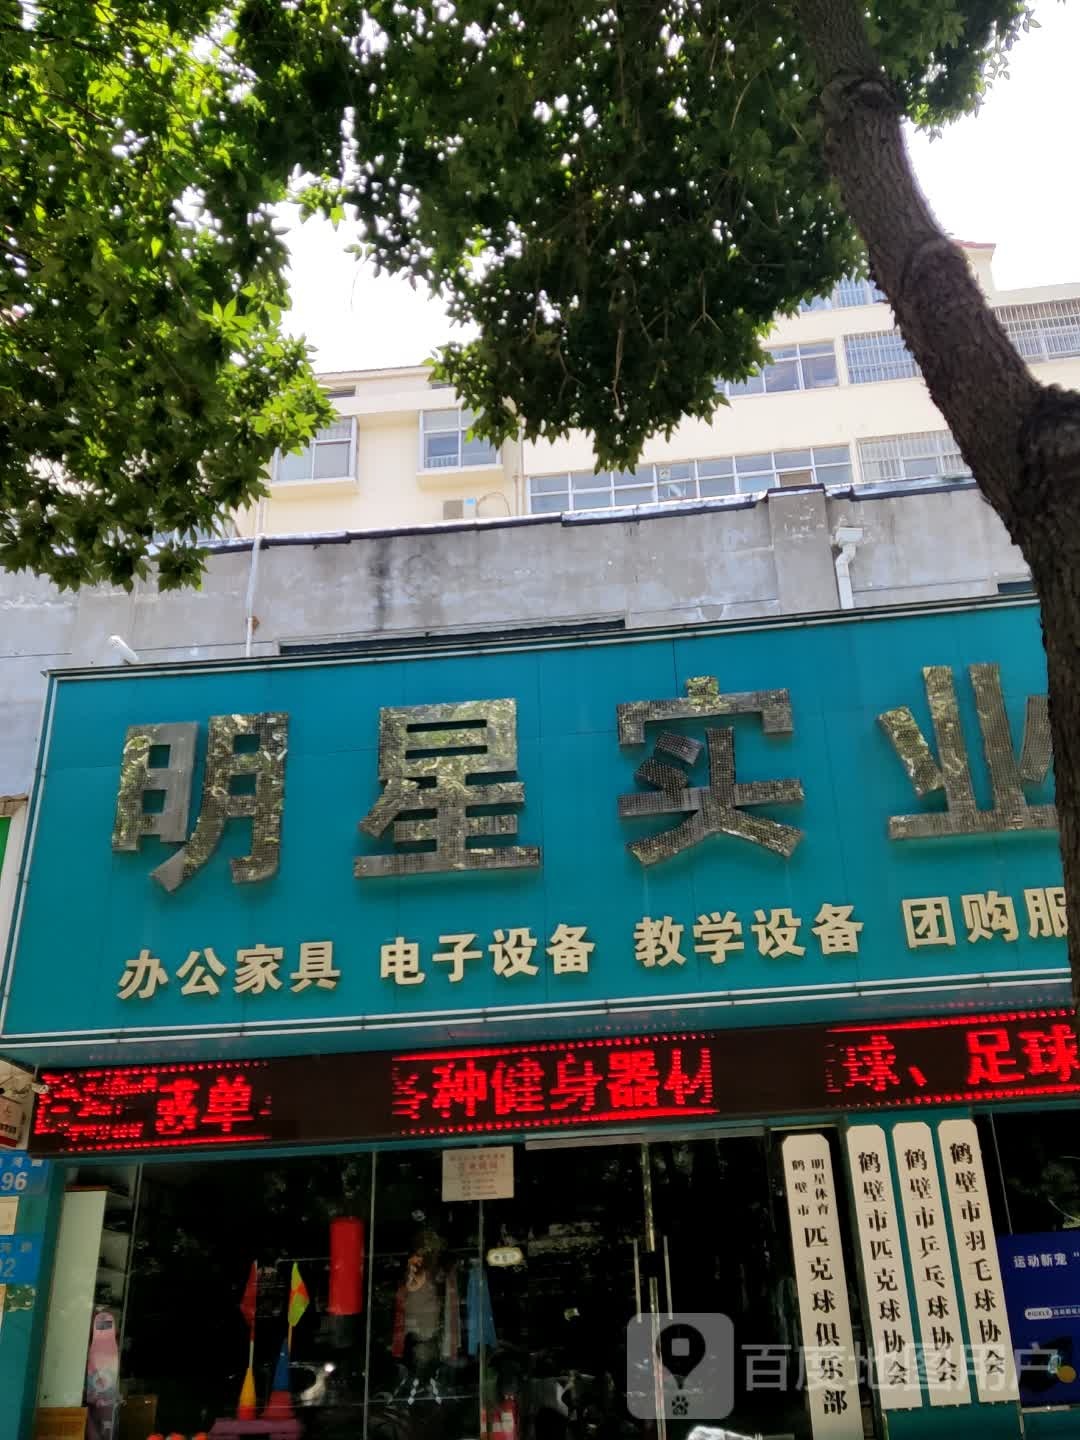 明星实业
办公家具 电子设备 教学设备 团购服
各种健身器材
球、足球
96
92
鹤壁市
明星体育
匹克球俱乐部
鹤壁市匹克球协会
鹤壁市乒乓球协会
鹤壁市羽毛球协会
运动新宠“
百度地图用户